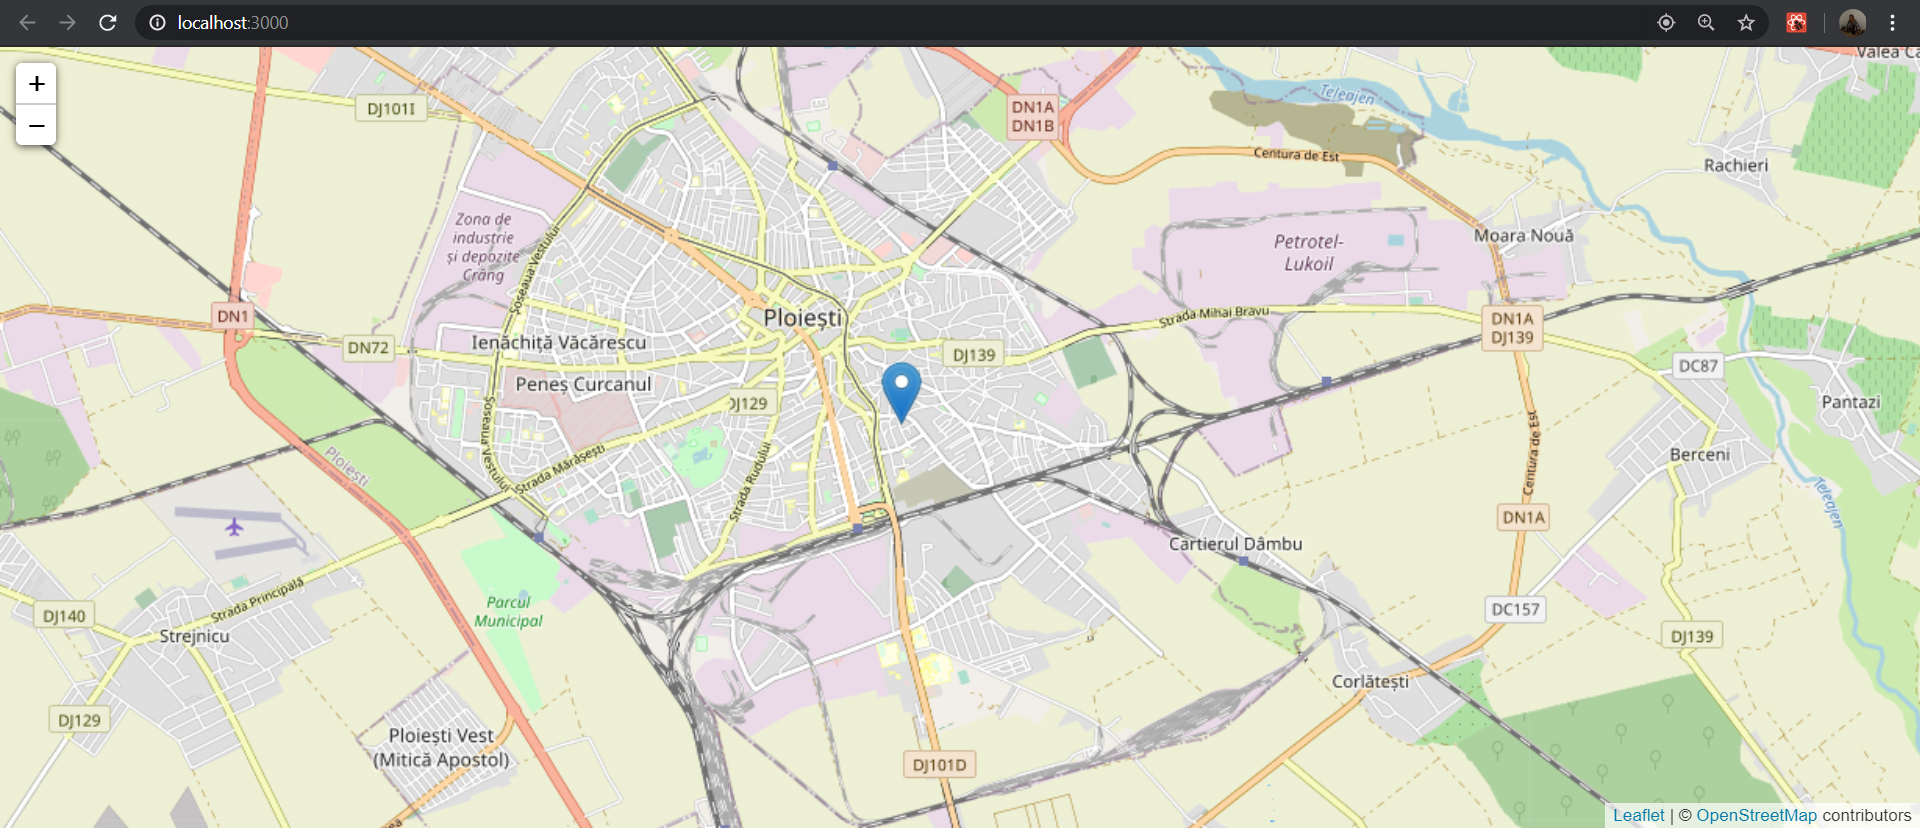 localhost:3000
+
−
DJ101I
DN1A
DN1B
Teleajen
Valea Ca
Centura de Est
Rachieri
Zona de
industrie
și depozite
Crâng
Șoseaua Vestului
Petrotel-
Lukoil
Moara Nouă
DN1
Ploiești
Strada Mihai Bravu
DN1A
DJ139
DN72
Ienăchiță Văcărescu
DJ139
DC87
Peneș Curcanul
DJ129
Pantazi
Șoseaua Vestului
Strada Mărășești
Strada Rudului
Centura de Est
Berceni
Ploiești
Teleajen
DN1A
Cartierul Dâmbu
Strada Principală
Parcul
Municipal
DJ140
Strejnicu
DC157
DJ139
Corlătești
DJ129
Ploiești Vest
(Mitică Apostol)
DJ101D
ea
Leaflet | © OpenStreetMap contributors